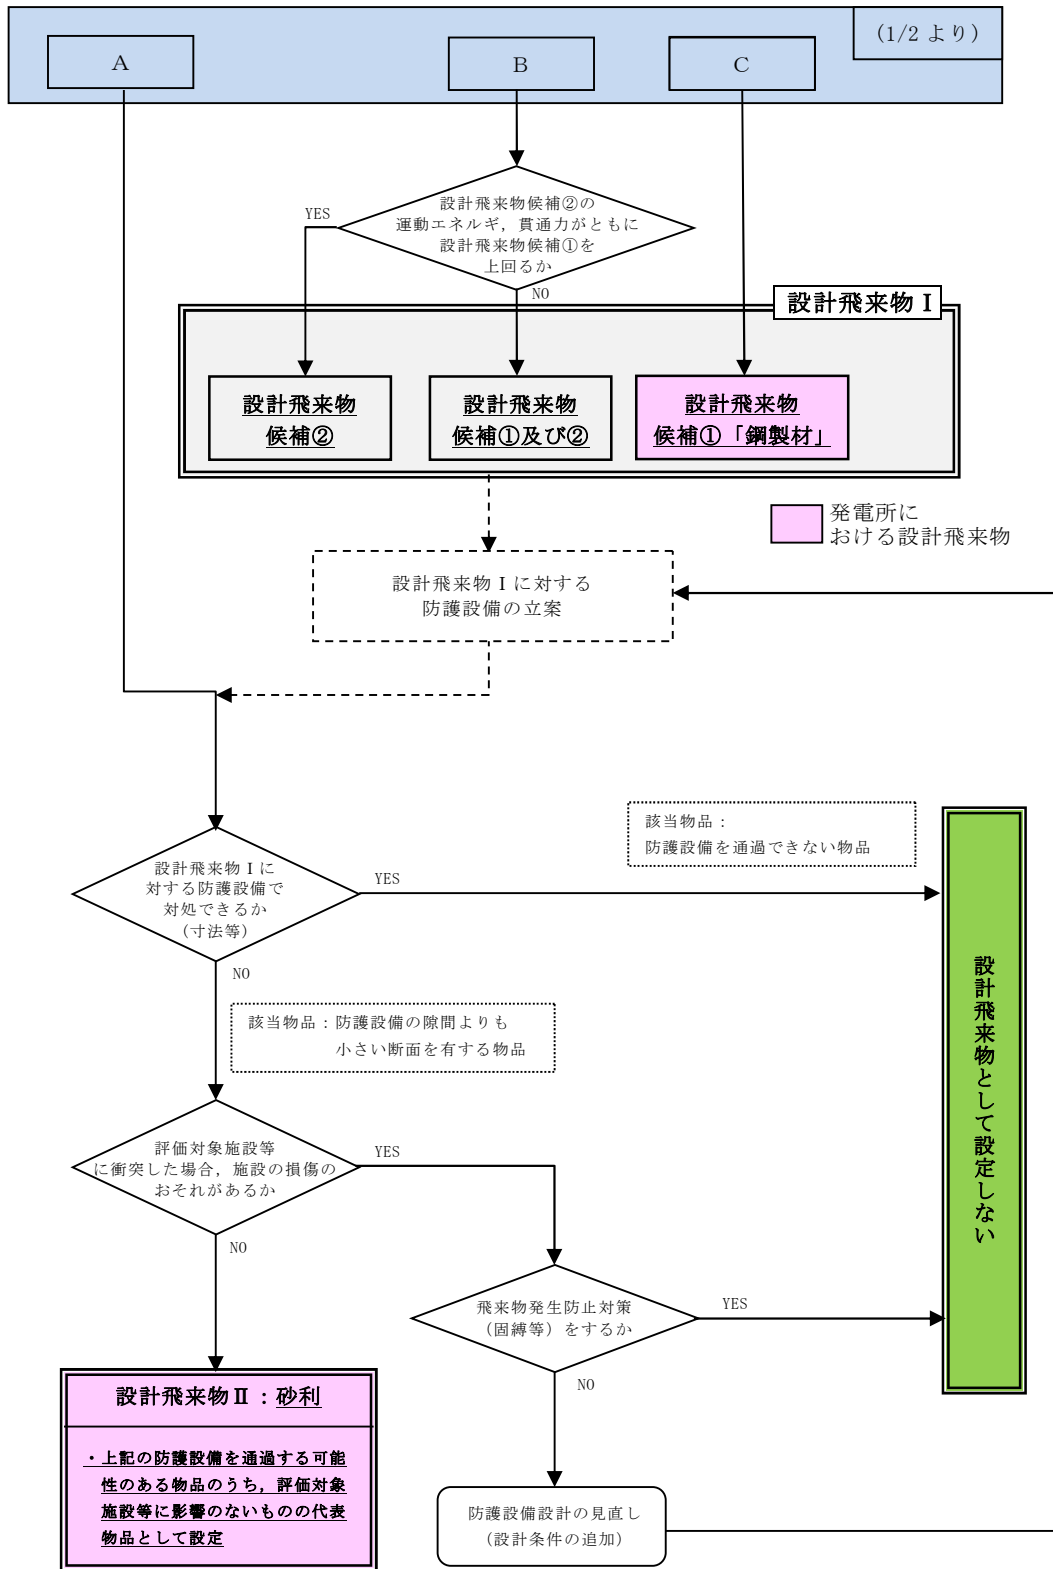 (1/2 より)
A
B
C
設計飛来物候補②の
運動エネルギ，貫通力がともに
設計飛来物候補①を
上回るか
YES
NO
設計飛来物Ⅰ
設計飛来物
候補②
設計飛来物
候補①及び②
設計飛来物
候補①「鋼製材」
発電所に
おける設計飛来物
設計飛来物Ⅰに対する
防護設備の立案
該当物品：
防護設備を通過できない物品
設計飛来物Ⅰに
対する防護設備で
対処できるか
（寸法等）
YES
NO
該当物品：防護設備の隙間よりも
小さい断面を有する物品
設計飛来物として設定しない
評価対象施設等
に衝突した場合，施設の損傷の
おそれがあるか
YES
NO
飛来物発生防止対策
（固縛等）をするか
YES
NO
設計飛来物Ⅱ：砂利
・上記の防護設備を通過する可能
性のある物品のうち，評価対象
施設等に影響のないものの代表
物品として設定
防護設備設計の見直し
（設計条件の追加）